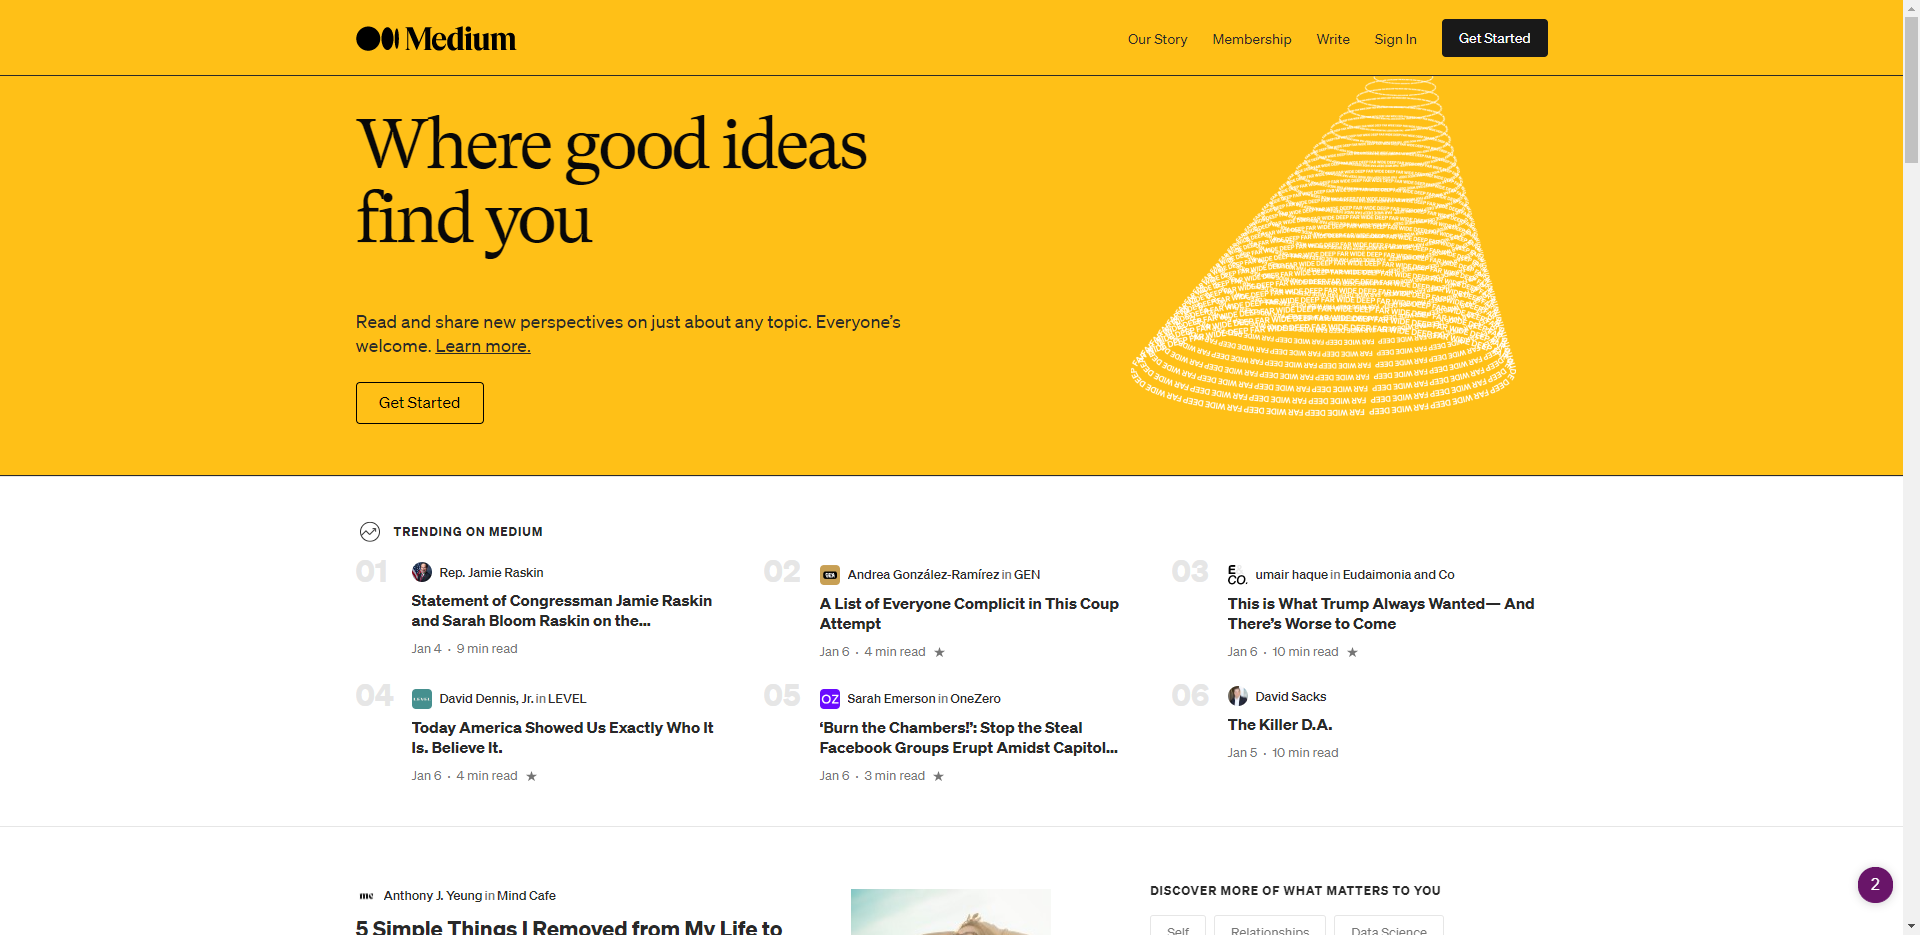 Medium
Our Story
Membership
Write
Sign In
Get Started
Where good ideas
find you
Read and share new perspectives on just about any topic. Everyone’s
welcome. Learn more.
Get Started
TRENDING ON MEDIUM
01
Rep. Jamie Raskin
Statement of Congressman Jamie Raskin
and Sarah Bloom Raskin on the...
Jan 4 · 9 min read
02
GEN
Andrea González-Ramírez in GEN
A List of Everyone Complicit in This Coup
Attempt
Jan 6 · 4 min read ★
03
E
CO.
umair haque in Eudaimonia and Co
This is What Trump Always Wanted— And
There’s Worse to Come
Jan 6 · 10 min read ★
04
David Dennis, Jr. in LEVEL
Today America Showed Us Exactly Who It
Is. Believe It.
Jan 6 · 4 min read ★
05
OZ
Sarah Emerson in OneZero
‘Burn the Chambers!’: Stop the Steal
Facebook Groups Erupt Amidst Capitol...
Jan 6 · 3 min read ★
06
David Sacks
The Killer D.A.
Jan 5 · 10 min read
Anthony J. Yeung in Mind Cafe
5 Simple Things I Removed from My Life to
DISCOVER MORE OF WHAT MATTERS TO YOU
Self
Relationships
Data Science
2